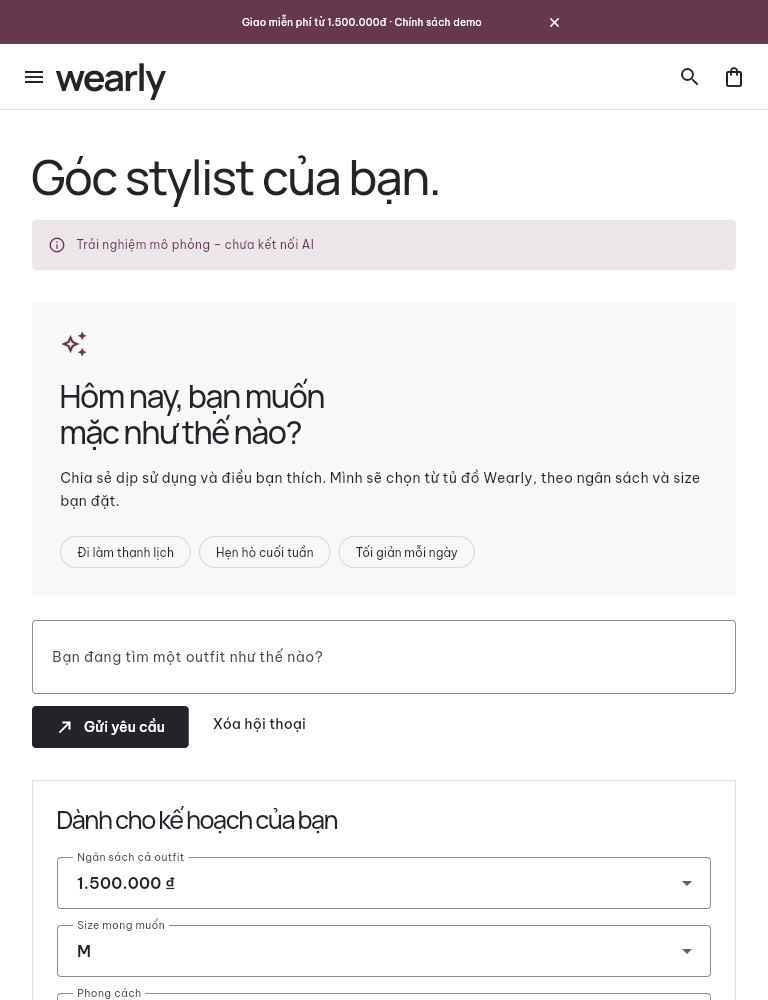 Giao miễn phí từ 1.500.000đ · Chính sách demo
wearly
Góc stylist của bạn.
Trải nghiệm mô phỏng – chưa kết nối AI
Hôm nay, bạn muốn
mặc như thế nào?
Chia sẻ dịp sử dụng và điều bạn thích. Mình sẽ chọn từ tủ đồ Wearly, theo ngân sách và size
bạn đặt.
Đi làm thanh lịch
Hẹn hò cuối tuần
Tối giản mỗi ngày
Bạn đang tìm một outfit như thế nào?
Gửi yêu cầu
Xóa hội thoại
Dành cho kế hoạch của bạn
Ngân sách cả outfit
1.500.000 ₫
Size mong muốn
M
Phong cách